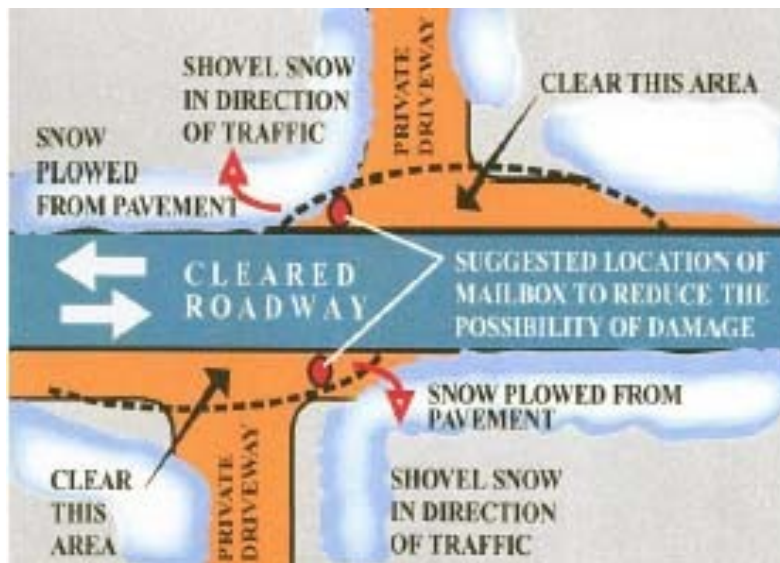 SHOVEL SNOW
IN DIRECTION
OF TRAFFIC
PRIVATE
DRIVEWAY
CLEAR THIS AREA
SNOW
PLOWED
FROM PAVEMENT
CLEARED
ROADWAY
SUGGESTED LOCATION OF
MAILBOX TO REDUCE THE
POSSIBILITY OF DAMAGE
SNOW PLOWED FROM
PAVEMENT
CLEAR
THIS
AREA
PRIVATE
DRIVEWAY
SHOVEL SNOW
IN DIRECTION
OF TRAFFIC